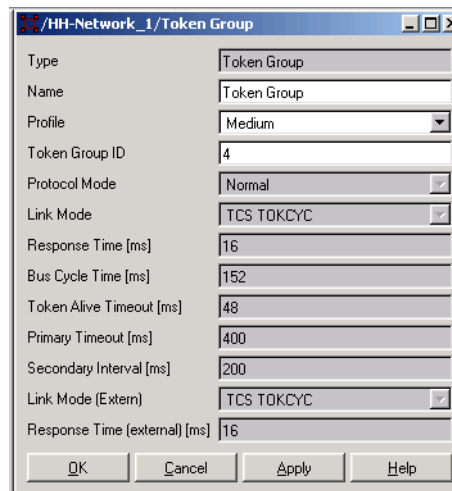 /HH-Network_1/Token Group
Type Token Group
Name Token Group
Profile Medium
Token Group ID 4
Protocol Mode Normal
Link Mode TCS TOKCYC
Response Time [ms] 16
Bus Cycle Time [ms] 152
Token Alive Timeout [ms] 48
Primary Timeout [ms] 400
Secondary Interval [ms] 200
Link Mode (Extern) TCS TOKCYC
Response Time (external) [ms] 16
OK Cancel Apply Help